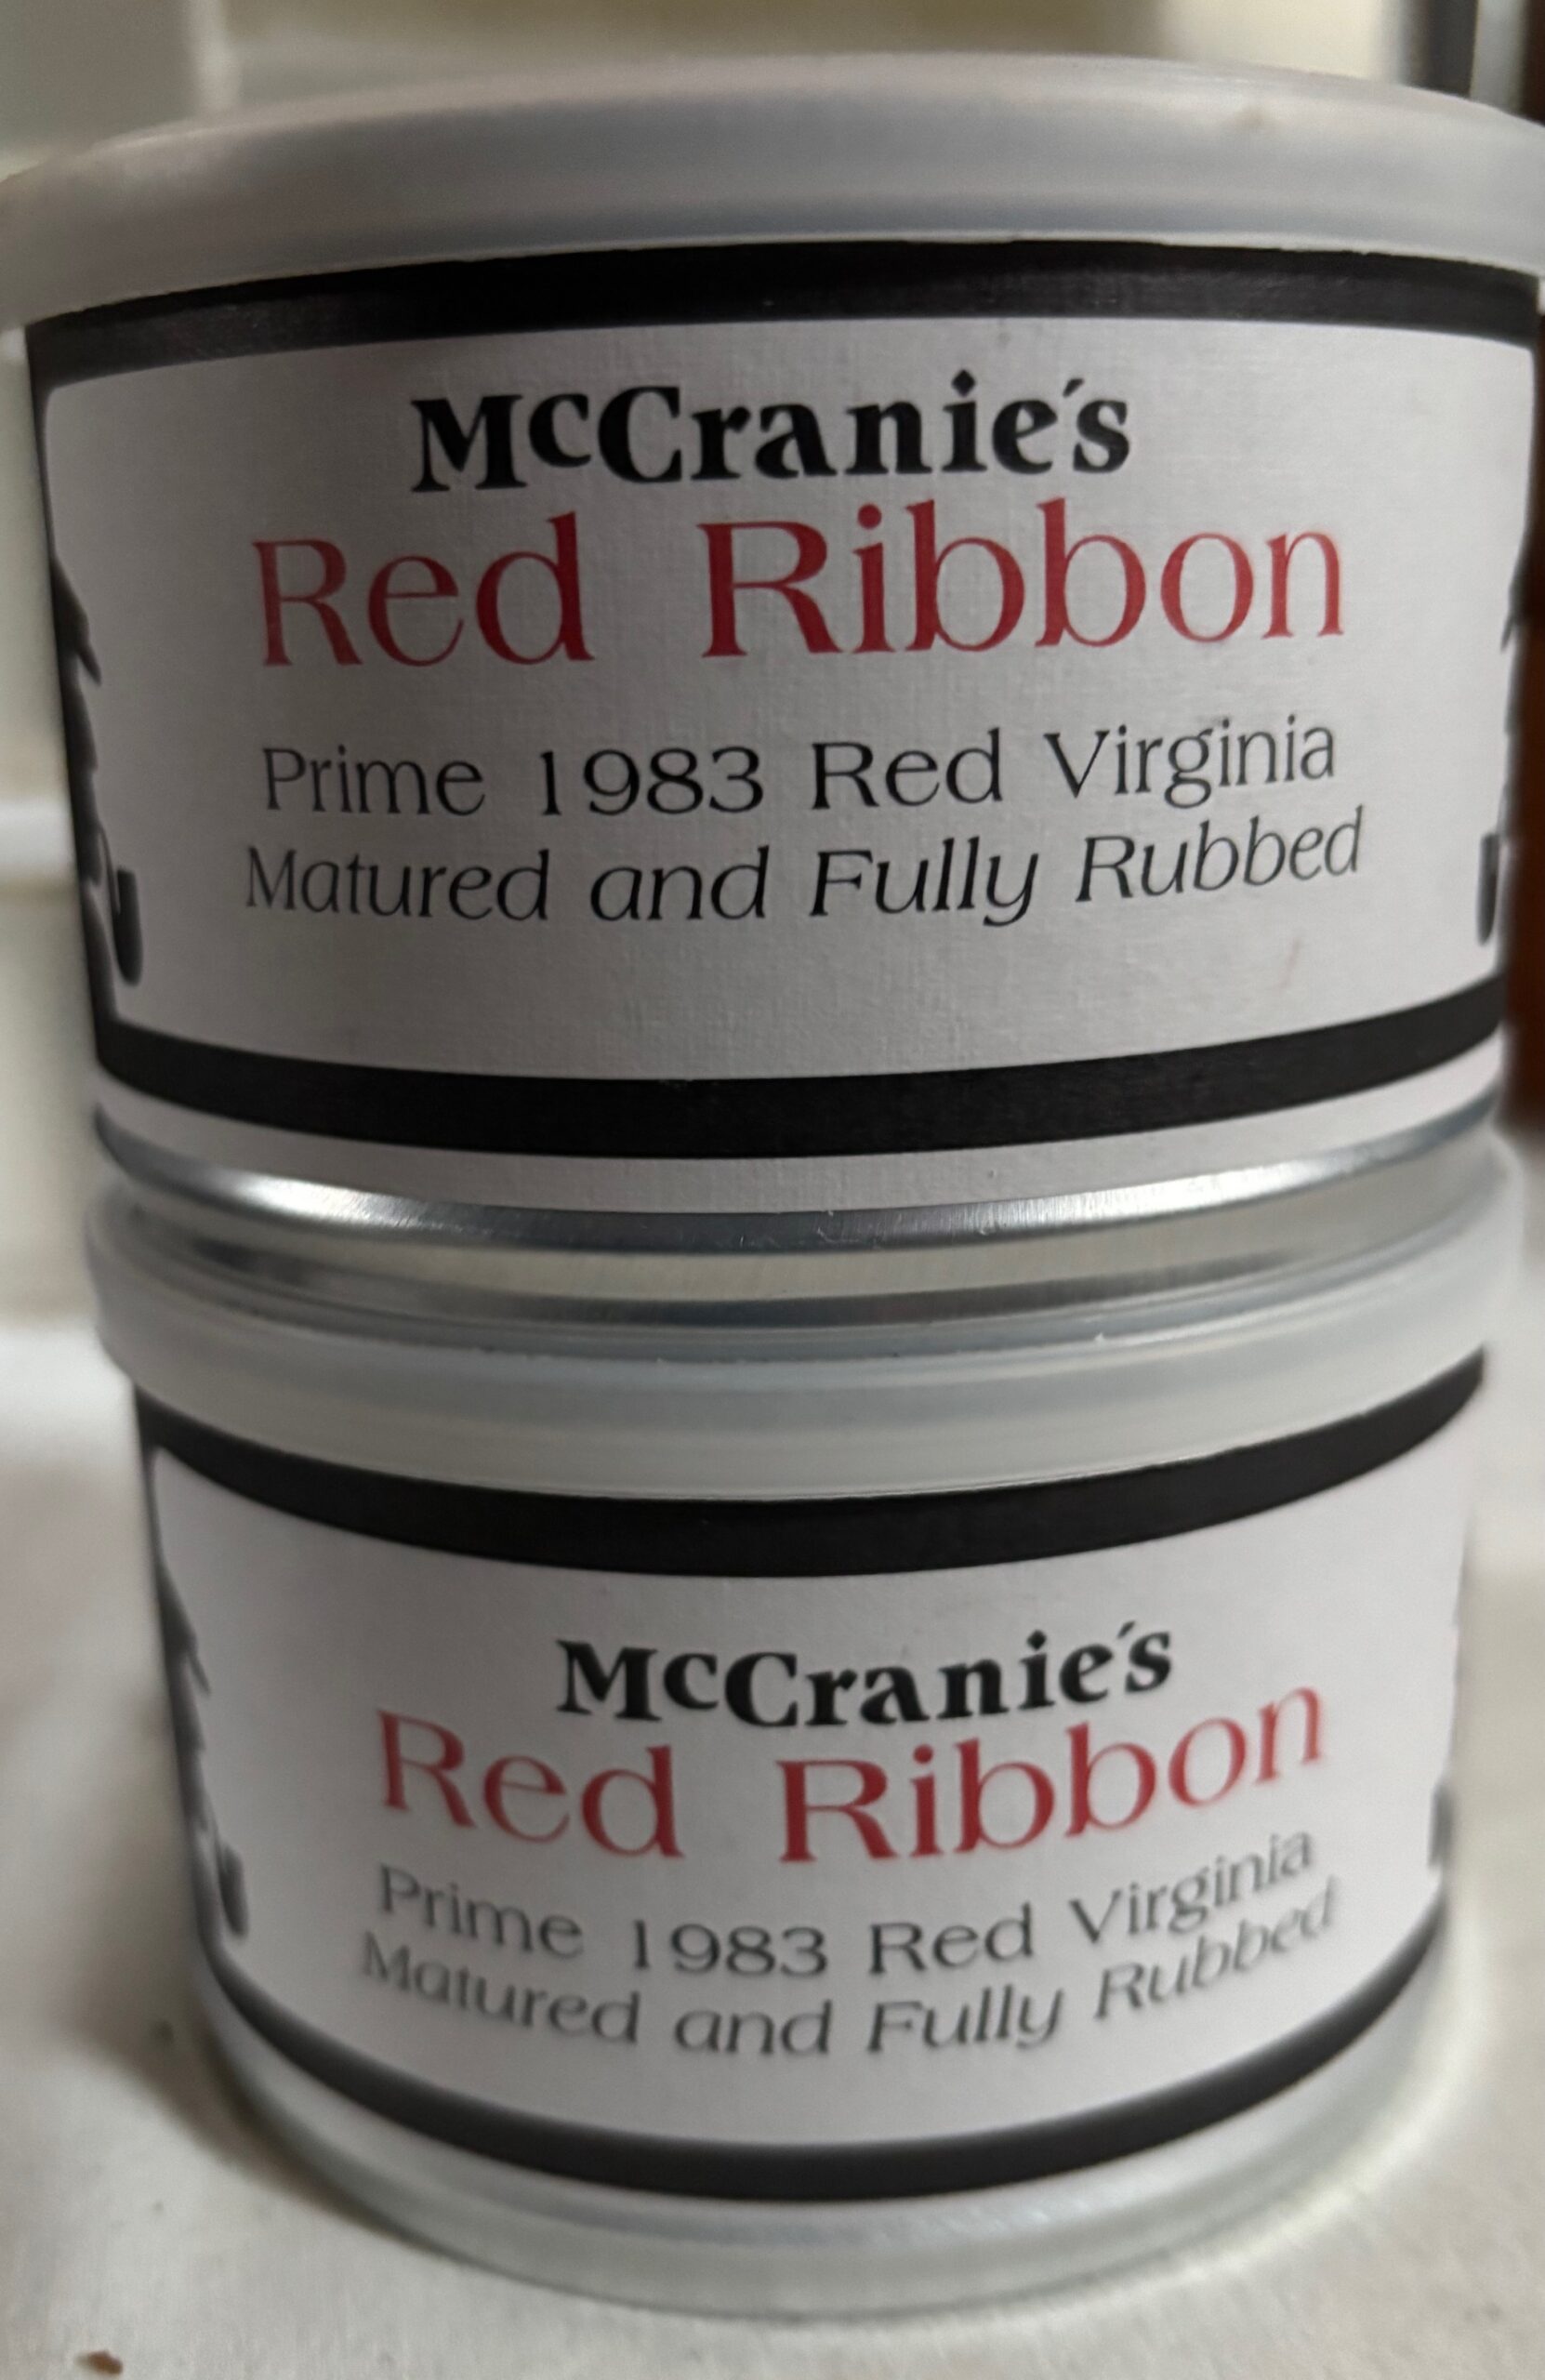 McCranie's
Red Ribbon
Prime 1983 Red Virginia
Matured and Fully Rubbed
McCranie's
Red Ribbon
Prime 1983 Red Virginia
Matured and Fully Rubbed